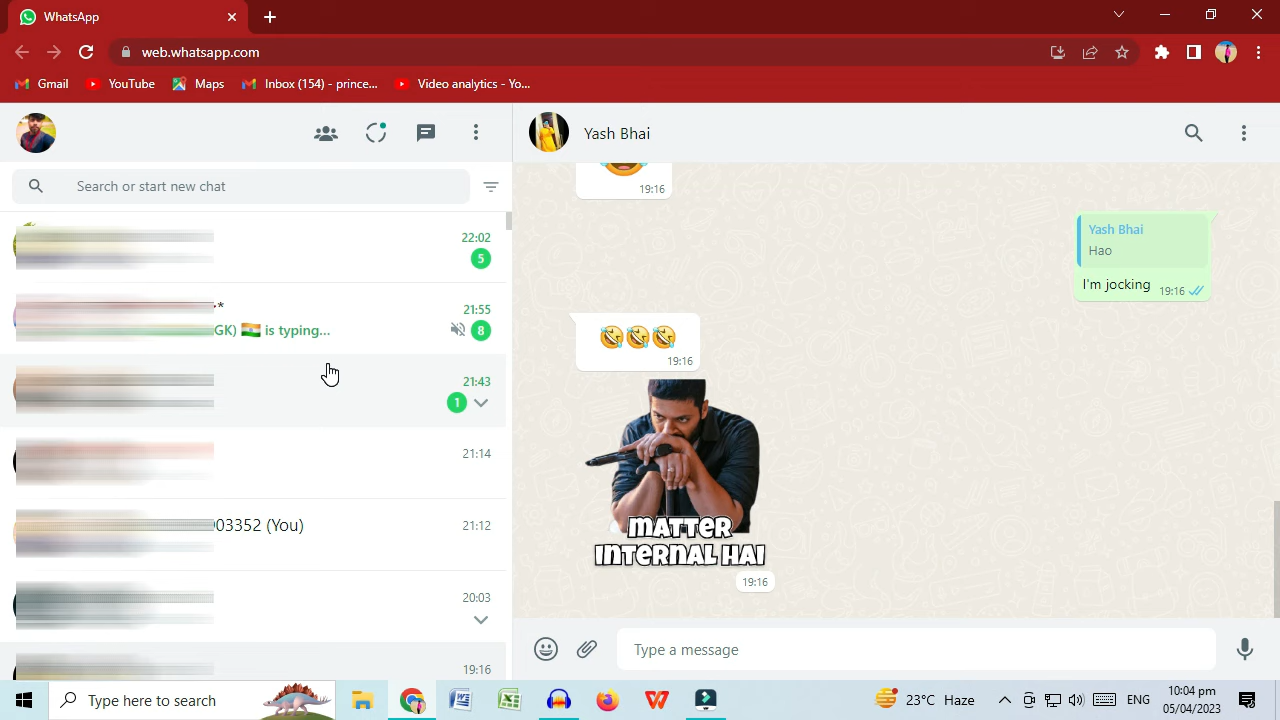 WhatsApp
web.whatsapp.com
Gmail
YouTube
Maps
Inbox (154) - prince...
Video analytics - Yo...
Yash Bhai
Search or start new chat
22:02
5
21:55
GK) 🇮🇳 is typing...
8
21:43
1
21:14
03352 (You)
21:12
20:03
19:16
19:16
Yash Bhai
Hao
I'm jocking 19:16
🤣🤣🤣
19:16
MATTER
INTERNAL HAI
19:16
Type a message
Type here to search
23°C Haze
ENG
10:04 pm
05/04/2023